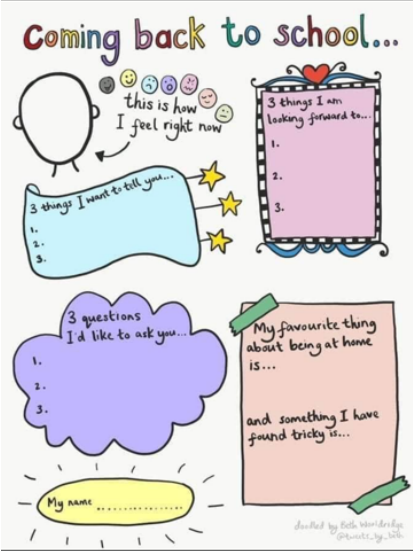 Coming back to school...
this is how
I feel right now
3 things I am
looking forward to...
1.
2.
3.
3 things I want to tell you...
1.
2.
3.
3 questions
I'd like to ask you...
1.
2.
3.
My favourite thing
about being at home
is...
and something I have
found tricky is...
My name ..................
doodled by Beth Woolridge